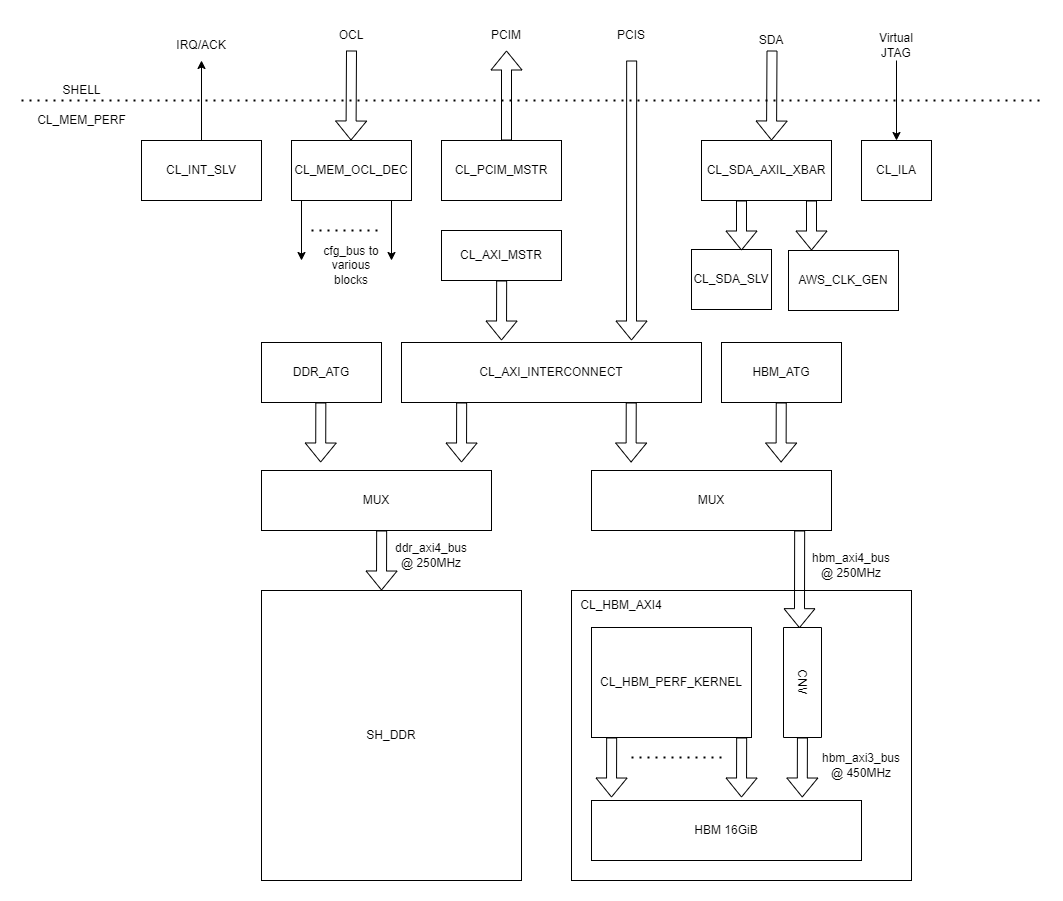 IRQ/ACK
OCL
PCIM
PCIS
SDA
Virtual
JTAG
SHELL
CL_MEM_PERF
CL_INT_SLV
CL_MEM_OCL_DEC
CL_PCIM_MSTR
CL_SDA_AXIL_XBAR
CL_ILA
cfg_bus to
various
blocks
CL_AXI_MSTR
CL_SDA_SLV
AWS_CLK_GEN
DDR_ATG
CL_AXI_INTERCONNECT
HBM_ATG
MUX
MUX
ddr_axi4_bus
@ 250MHz
hbm_axi4_bus
@ 250MHz
CL_HBM_AXI4
CL_HBM_PERF_KERNEL
CNV
SH_DDR
hbm_axi3_bus
@ 450MHz
HBM 16GiB